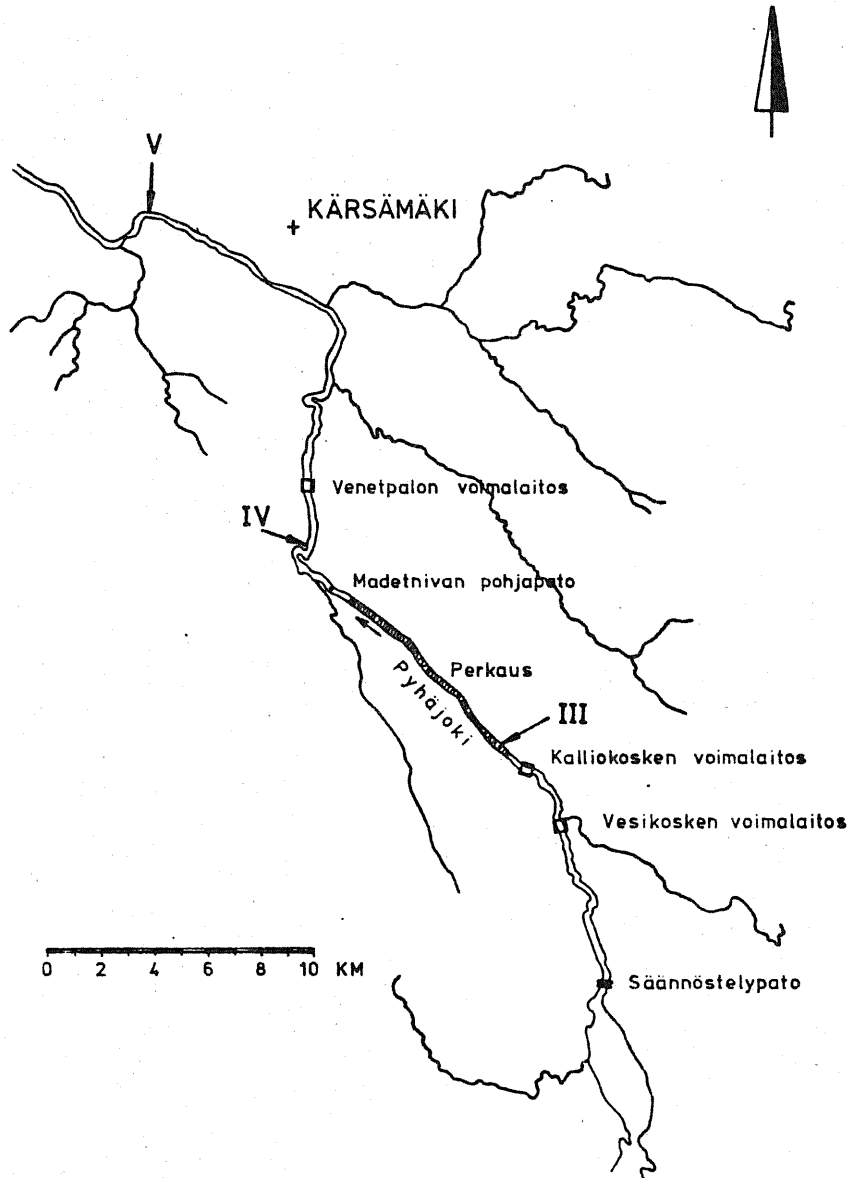 V
KÄRSÄMÄKI
Venetpalon voimalaitos
IV
Madetnivan pohjapato
Perkaus
Pyhäjoki
III
Kalliokosken voimalaitos
Vesikosken voimalaitos
0 2 4 6 8 10 KM
Säännöstelypato